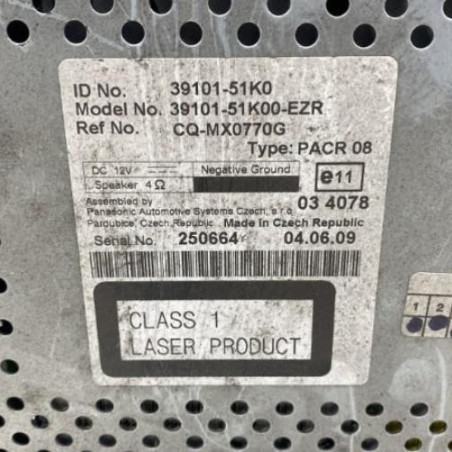 ID No. 39101-51K0
Model No. 39101-51K00-EZR
Ref No. CQ-MX0770G
Type: PACR 08
DC 12V Negative Ground
Speaker 4Ω
e11
Assembled by 03 4078
Panasonic Automotive Systems Czech, s.r.o.
Pardubice, Czech Republic Made in Czech Republic
Serial No. 250664 04.06.09
CLASS 1
LASER PRODUCT
1 2